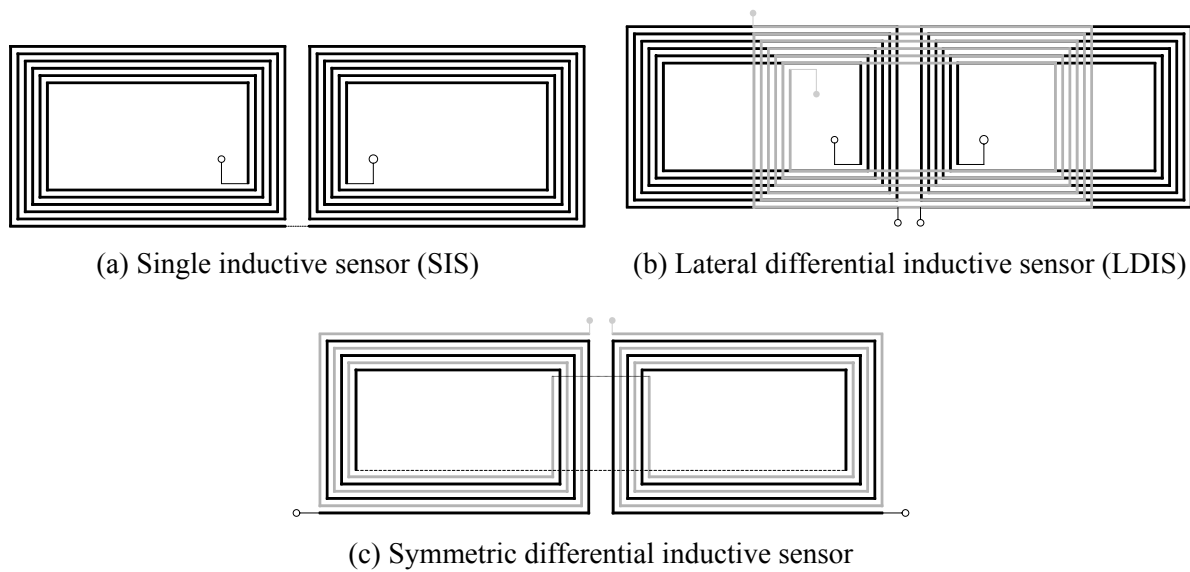 (a) Single inductive sensor (SIS)
(b) Lateral differential inductive sensor (LDIS)
(c) Symmetric differential inductive sensor